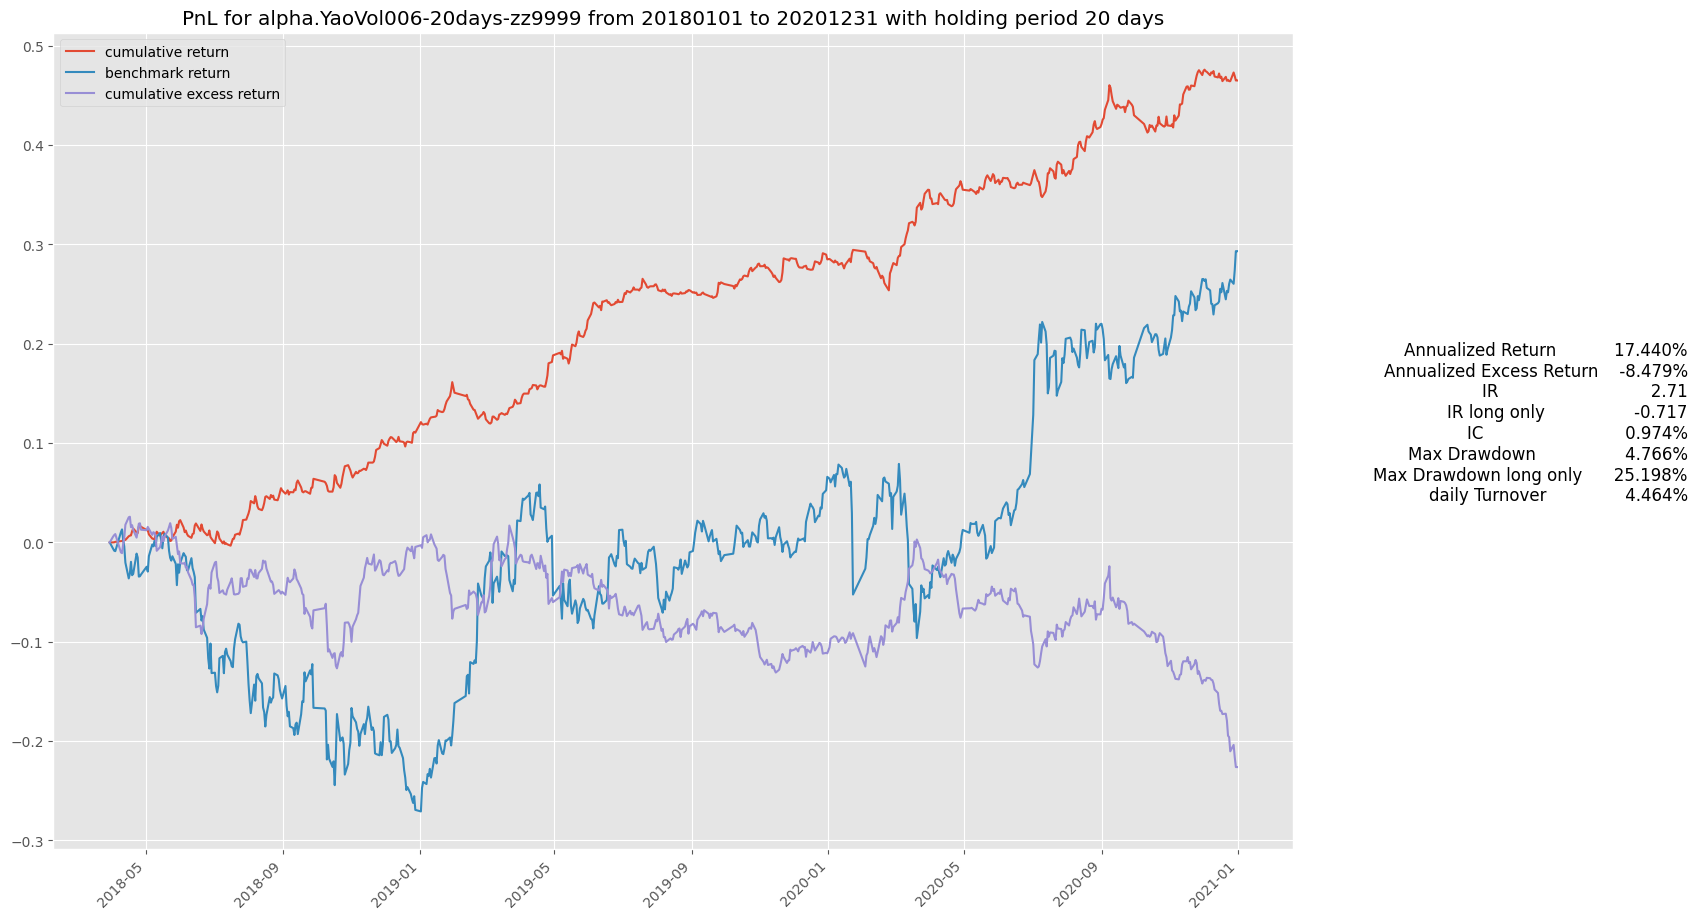 PnL for alpha.YaoVol006-20days-zz9999 from 20180101 to 20201231 with holding period 20 days
cumulative return
benchmark return
cumulative excess return
0.5
0.4
0.3
0.2
0.1
0.0
−0.1
−0.2
−0.3
2018-05
2018-09
2019-01
2019-05
2019-09
2020-01
2020-05
2020-09
2021-01
Annualized Return 17.440%
Annualized Excess Return -8.479%
IR 2.71
IR long only -0.717
IC 0.974%
Max Drawdown 4.766%
Max Drawdown long only 25.198%
daily Turnover 4.464%